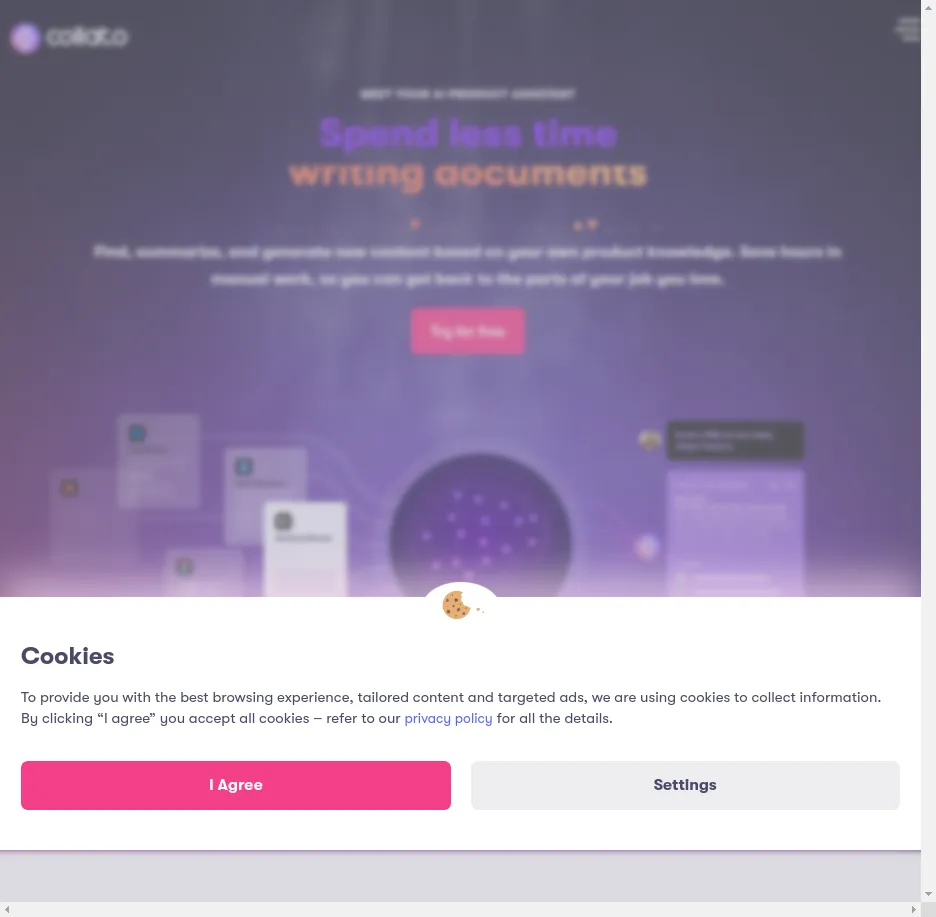 collato
MEET YOUR AI PRODUCT ASSISTANT
Spend less time
writing documents
Find, summarize, and generate new content based on your own product knowledge. Save hours in
manual work, so you can get back to the parts of your job you love.
Try for free
Cookies
To provide you with the best browsing experience, tailored content and targeted ads, we are using cookies to collect information.
By clicking “I agree” you accept all cookies – refer to our privacy policy for all the details.
I Agree
Settings